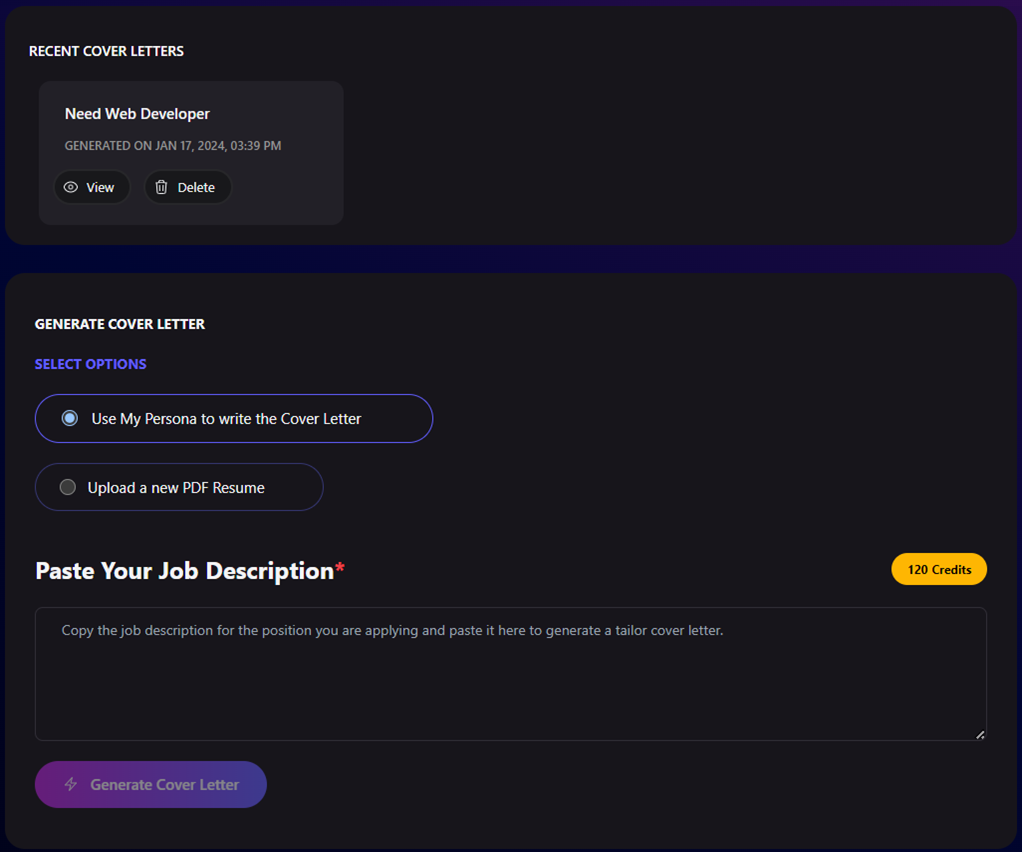 RECENT COVER LETTERS
Need Web Developer
GENERATED ON JAN 17, 2024, 03:39 PM
View
Delete
GENERATE COVER LETTER
SELECT OPTIONS
Use My Persona to write the Cover Letter
Upload a new PDF Resume
Paste Your Job Description*
120 Credits
Copy the job description for the position you are applying and paste it here to generate a tailor cover letter.
Generate Cover Letter